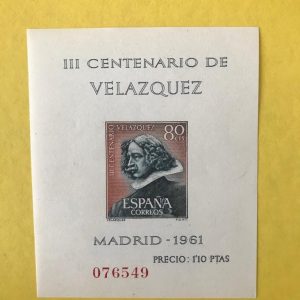 III CENTENARIO DE
VELAZQUEZ
III CENTENARIO
VELAZQUEZ
80 CTS
ESPAÑA
CORREOS
MADRID - 1961
PRECIO: 1'10 PTAS
076549